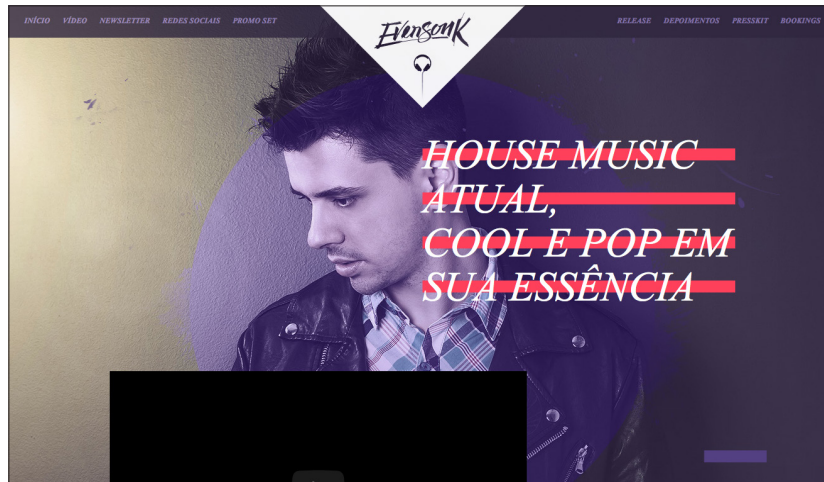 INÍCIO VÍDEO NEWSLETTER REDES SOCIAIS PROMO SET
EvensonK
RELEASE DEPOIMENTOS PRESSKIT BOOKINGS
HOUSE MUSIC
ATUAL,
COOL E POP EM
SUA ESSÊNCIA